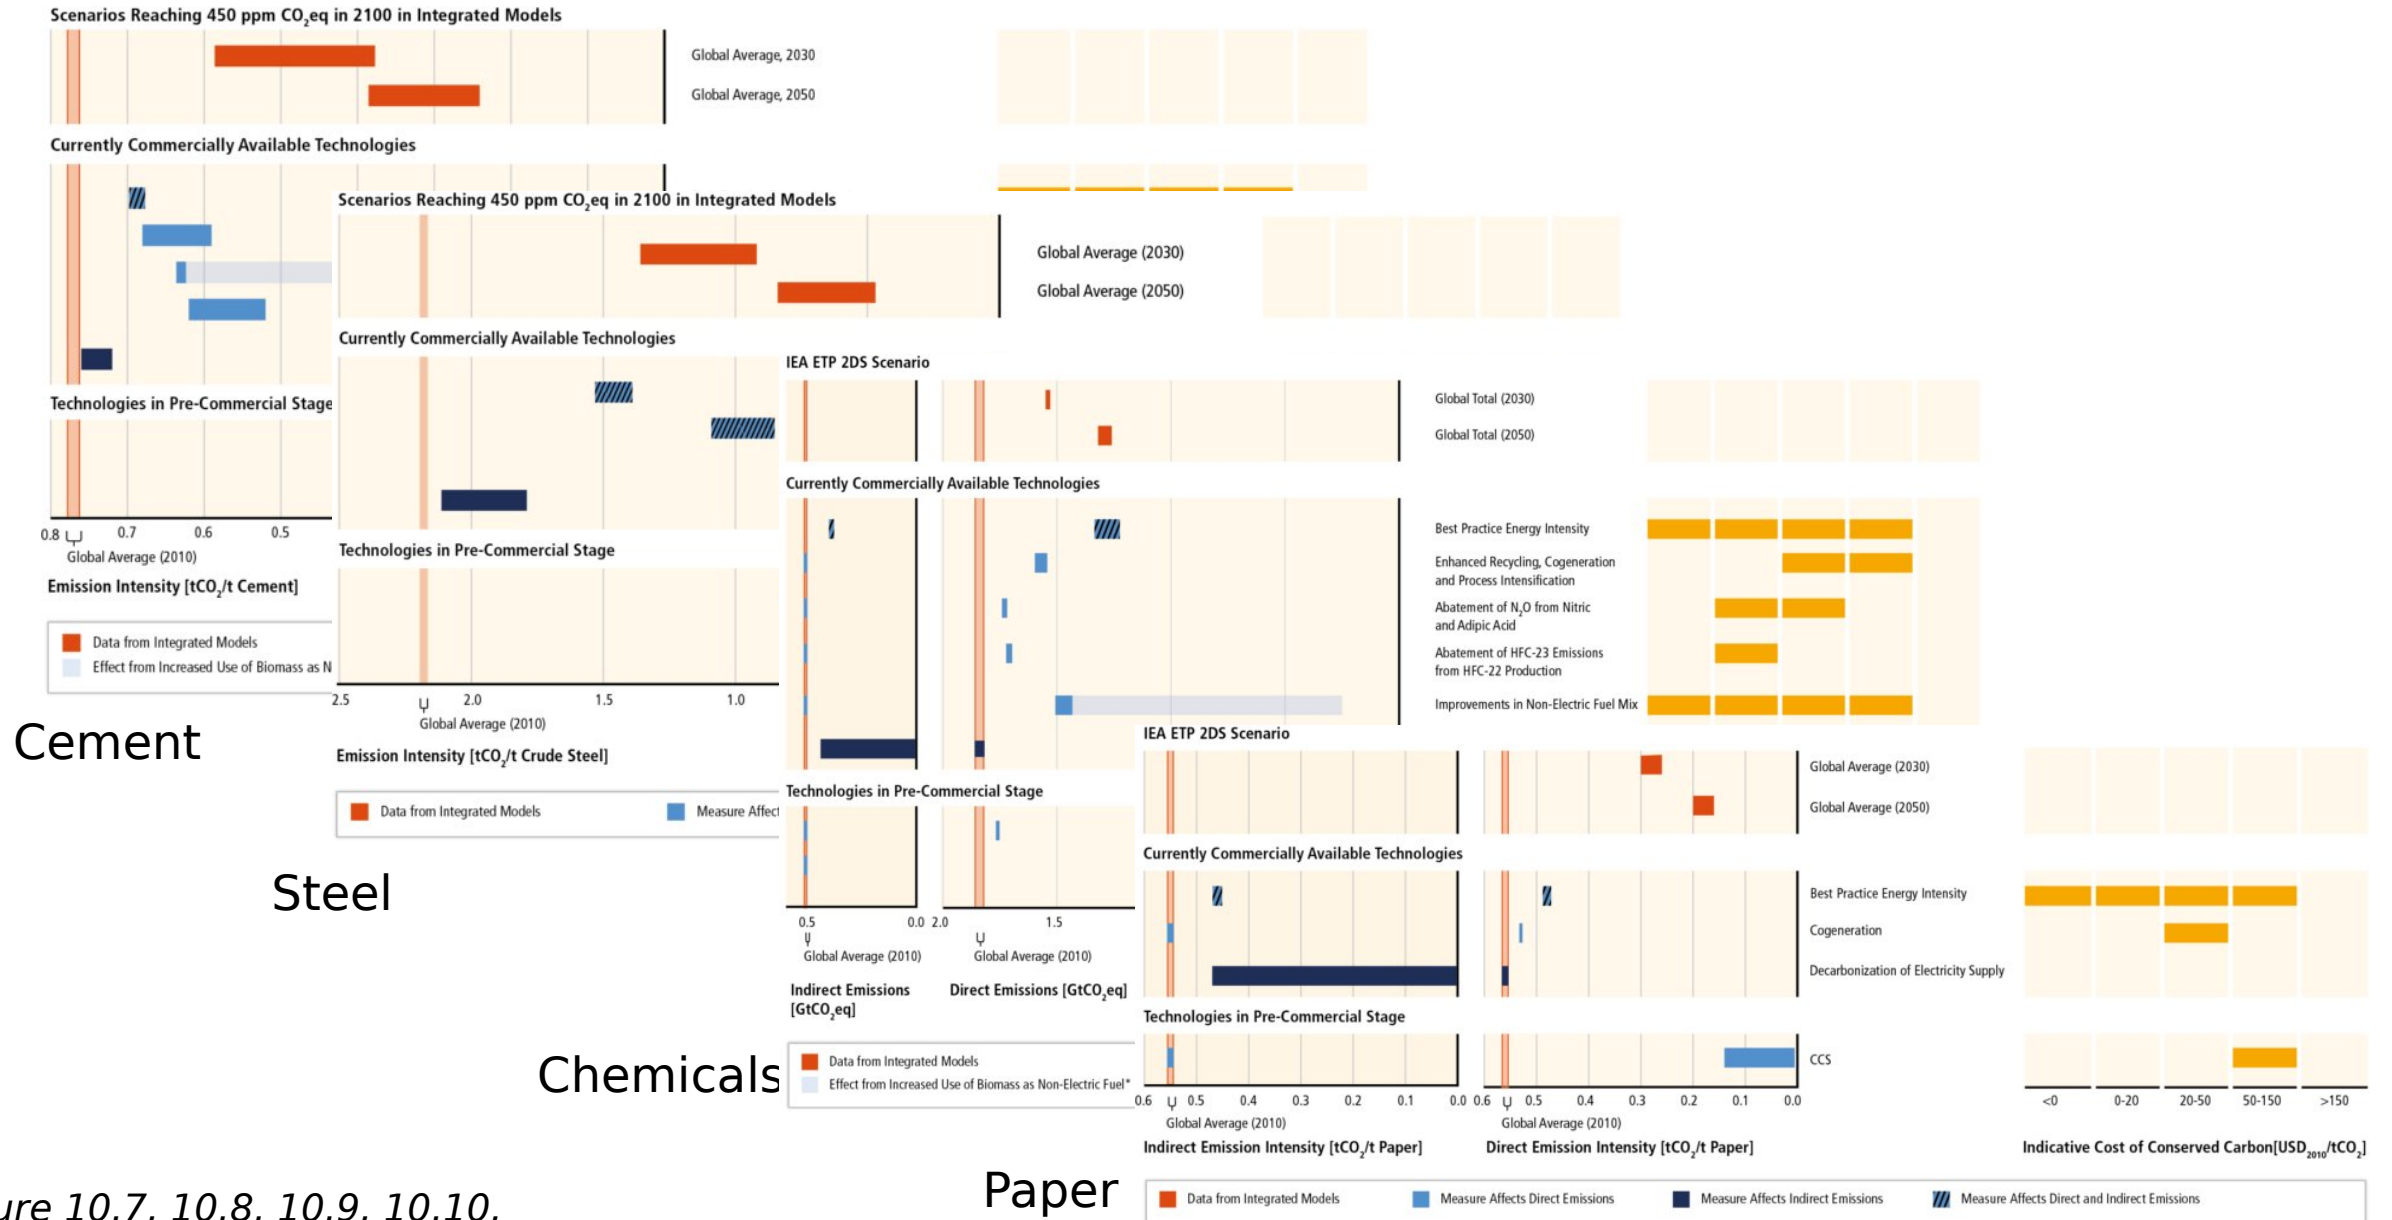 Scenarios Reaching 450 ppm CO₂eq in 2100 in Integrated Models
Global Average, 2030
Global Average, 2050
Currently Commercially Available Technologies
Technologies in Pre-Commercial Stage
0.8 0.7 0.6 0.5
Global Average (2010)
Emission Intensity [tCO₂/t Cement]
Data from Integrated Models
Effect from Increased Use of Biomass as N
Cement
Scenarios Reaching 450 ppm CO₂eq in 2100 in Integrated Models
Global Average (2030)
Global Average (2050)
Currently Commercially Available Technologies
Technologies in Pre-Commercial Stage
2.5 2.0 1.5 1.0
Global Average (2010)
Emission Intensity [tCO₂/t Crude Steel]
Data from Integrated Models
Measure Affect
Steel
IEA ETP 2DS Scenario
Global Total (2030)
Global Total (2050)
Currently Commercially Available Technologies
Best Practice Energy Intensity
Enhanced Recycling, Cogeneration
and Process Intensification
Abatement of N₂O from Nitric
and Adipic Acid
Abatement of HFC-23 Emissions
from HFC-22 Production
Improvements in Non-Electric Fuel Mix
Technologies in Pre-Commercial Stage
0.5 0.0 2.0 1.5
Global Average (2010) Global Average (2010)
Indirect Emissions
[GtCO₂eq]
Direct Emissions [GtCO₂eq]
Data from Integrated Models
Effect from Increased Use of Biomass as Non-Electric Fuel*
Chemicals
IEA ETP 2DS Scenario
Global Average (2030)
Global Average (2050)
Currently Commercially Available Technologies
Best Practice Energy Intensity
Cogeneration
Decarbonization of Electricity Supply
Technologies in Pre-Commercial Stage
CCS
0.6 0.5 0.4 0.3 0.2 0.1 0.0 0.6 0.5 0.4 0.3 0.2 0.1 0.0 <0 0-20 20-50 50-150 >150
Global Average (2010) Global Average (2010)
Indirect Emission Intensity [tCO₂/t Paper] Direct Emission Intensity [tCO₂/t Paper] Indicative Cost of Conserved Carbon[USD₂₀₁₀/tCO₂]
Data from Integrated Models Measure Affects Direct Emissions Measure Affects Indirect Emissions Measure Affects Direct and Indirect Emissions
Paper
ure 10.7, 10.8, 10.9, 10.10,